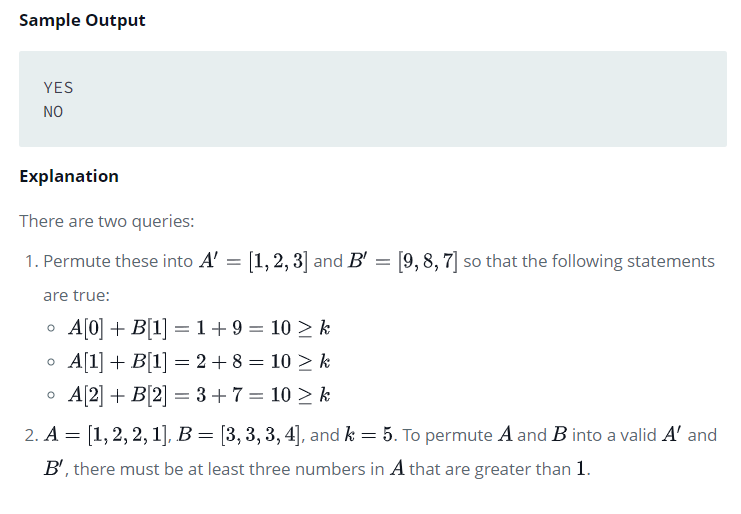 Sample Output
YES
NO
Explanation
There are two queries:
1. Permute these into A′ = [1, 2, 3] and B′ = [9, 8, 7] so that the following statements
are true:
∘ A[0] + B[1] = 1 + 9 = 10 ≥ k
∘ A[1] + B[1] = 2 + 8 = 10 ≥ k
∘ A[2] + B[2] = 3 + 7 = 10 ≥ k
2. A = [1, 2, 2, 1], B = [3, 3, 3, 4], and k = 5. To permute A and B into a valid A′ and
B′, there must be at least three numbers in A that are greater than 1.